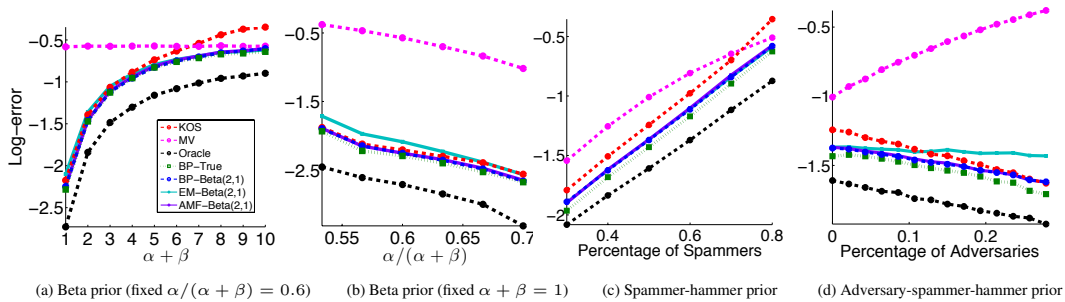 Log-error
−0.5
−1
−1.5
−2
−2.5
KOS
MV
Oracle
BP-True
BP-Beta(2,1)
EM-Beta(2,1)
AMF-Beta(2,1)
1 2 3 4 5 6 7 8 9 10
α + β
−0.5
−1.5
−2.5
0.55 0.6 0.65 0.7
α/(α + β)
−0.5
−1
−1.5
−2
0.4 0.6 0.8
Percentage of Spammers
−0.5
−1
−1.5
0 0.1 0.2
Percentage of Adversaries
(a) Beta prior (fixed α/(α + β) = 0.6)
(b) Beta prior (fixed α + β = 1)
(c) Spammer-hammer prior
(d) Adversary-spammer-hammer prior